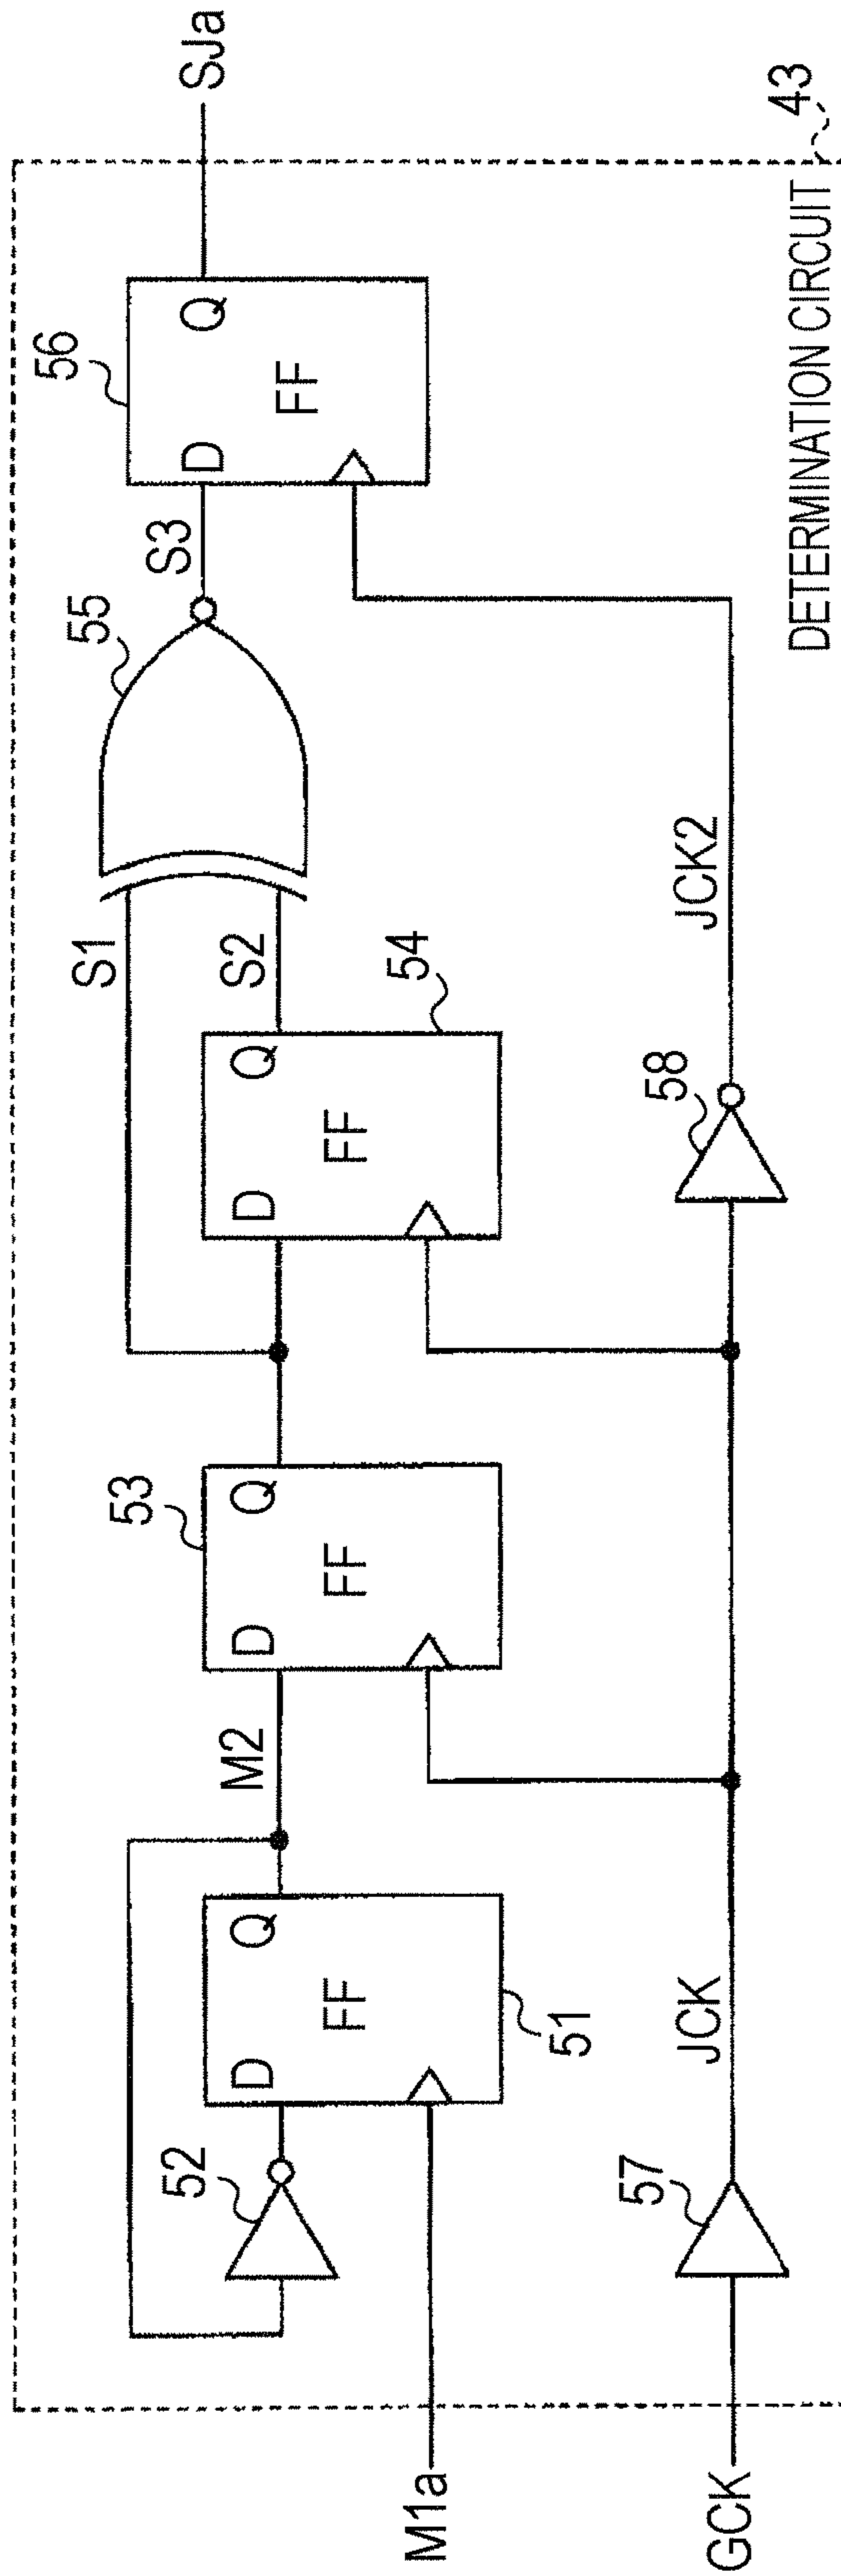 M1a
GCK
52
D
Q
FF
51
M2
53
D
Q
FF
S1
S2
D
Q
FF
54
55
S3
56
D
Q
FF
SJa
57
JCK
58
JCK2
DETERMINATION CIRCUIT
43